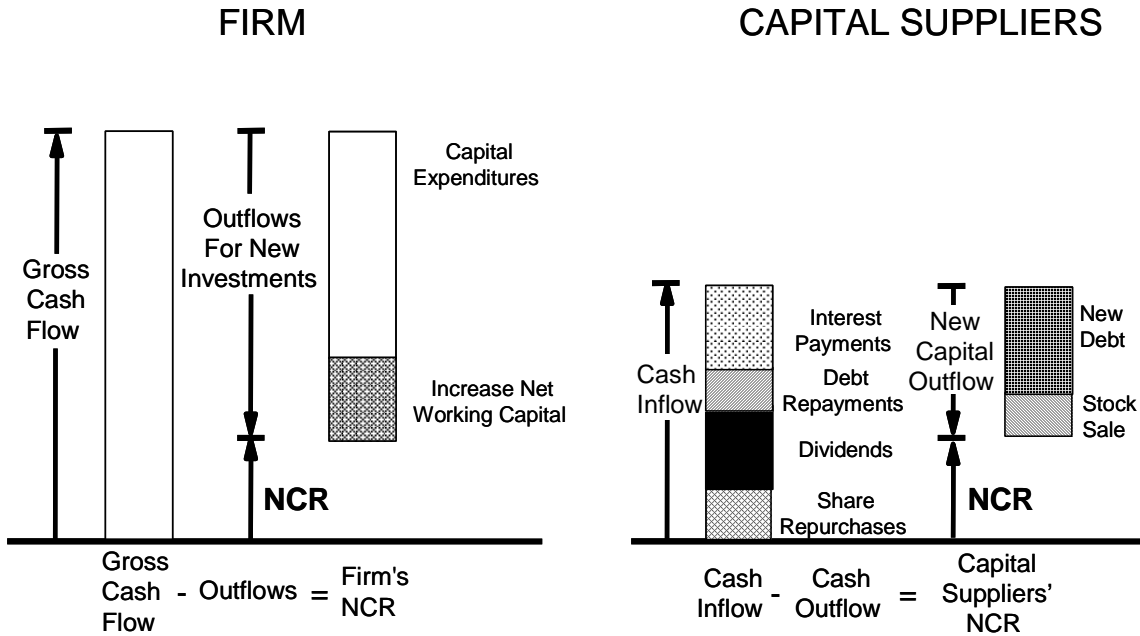 FIRM
CAPITAL SUPPLIERS
Gross
Cash
Flow
Outflows
For New
Investments
Capital
Expenditures
Increase Net
Working Capital
NCR
Gross
Cash
Flow
- Outflows =
Firm's
NCR
Cash
Inflow
Interest
Payments
Debt
Repayments
Dividends
Share
Repurchases
New
Capital
Outflow
New
Debt
Stock
Sale
NCR
Cash
Inflow
-
Cash
Outflow
=
Capital
Suppliers'
NCR